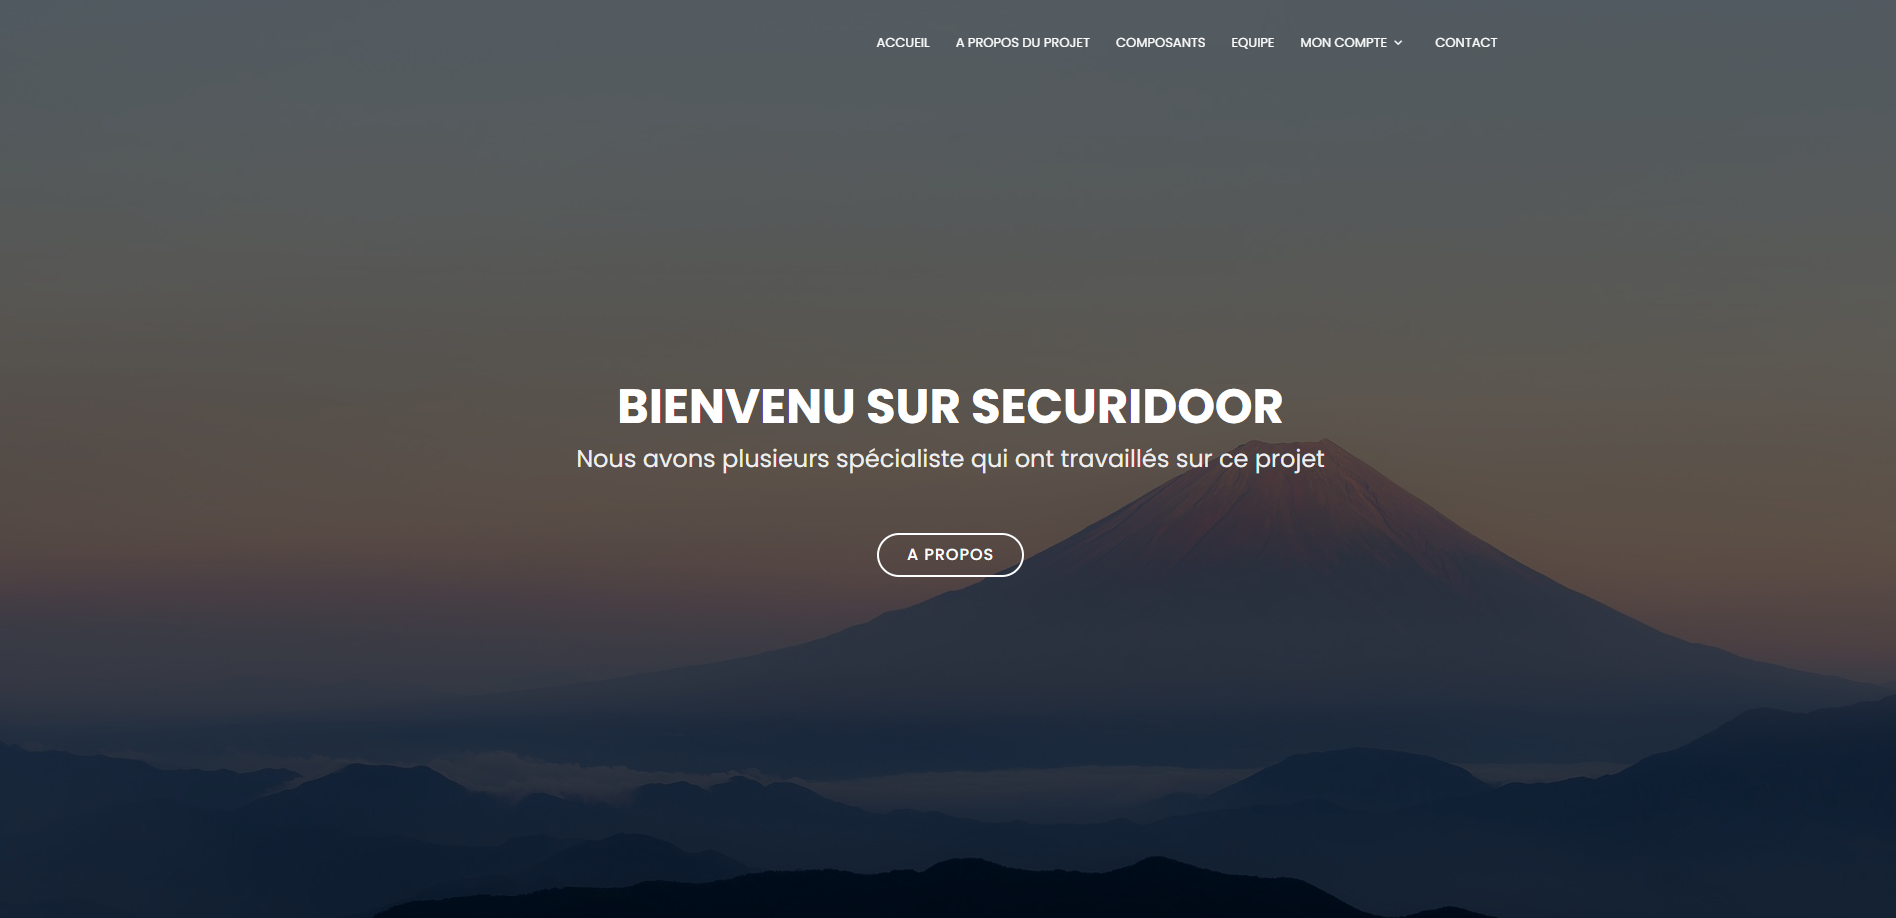 ACCUEIL A PROPOS DU PROJET COMPOSANTS EQUIPE MON COMPTE CONTACT
BIENVENU SUR SECURIDOOR
Nous avons plusieurs spécialiste qui ont travaillés sur ce projet
A PROPOS